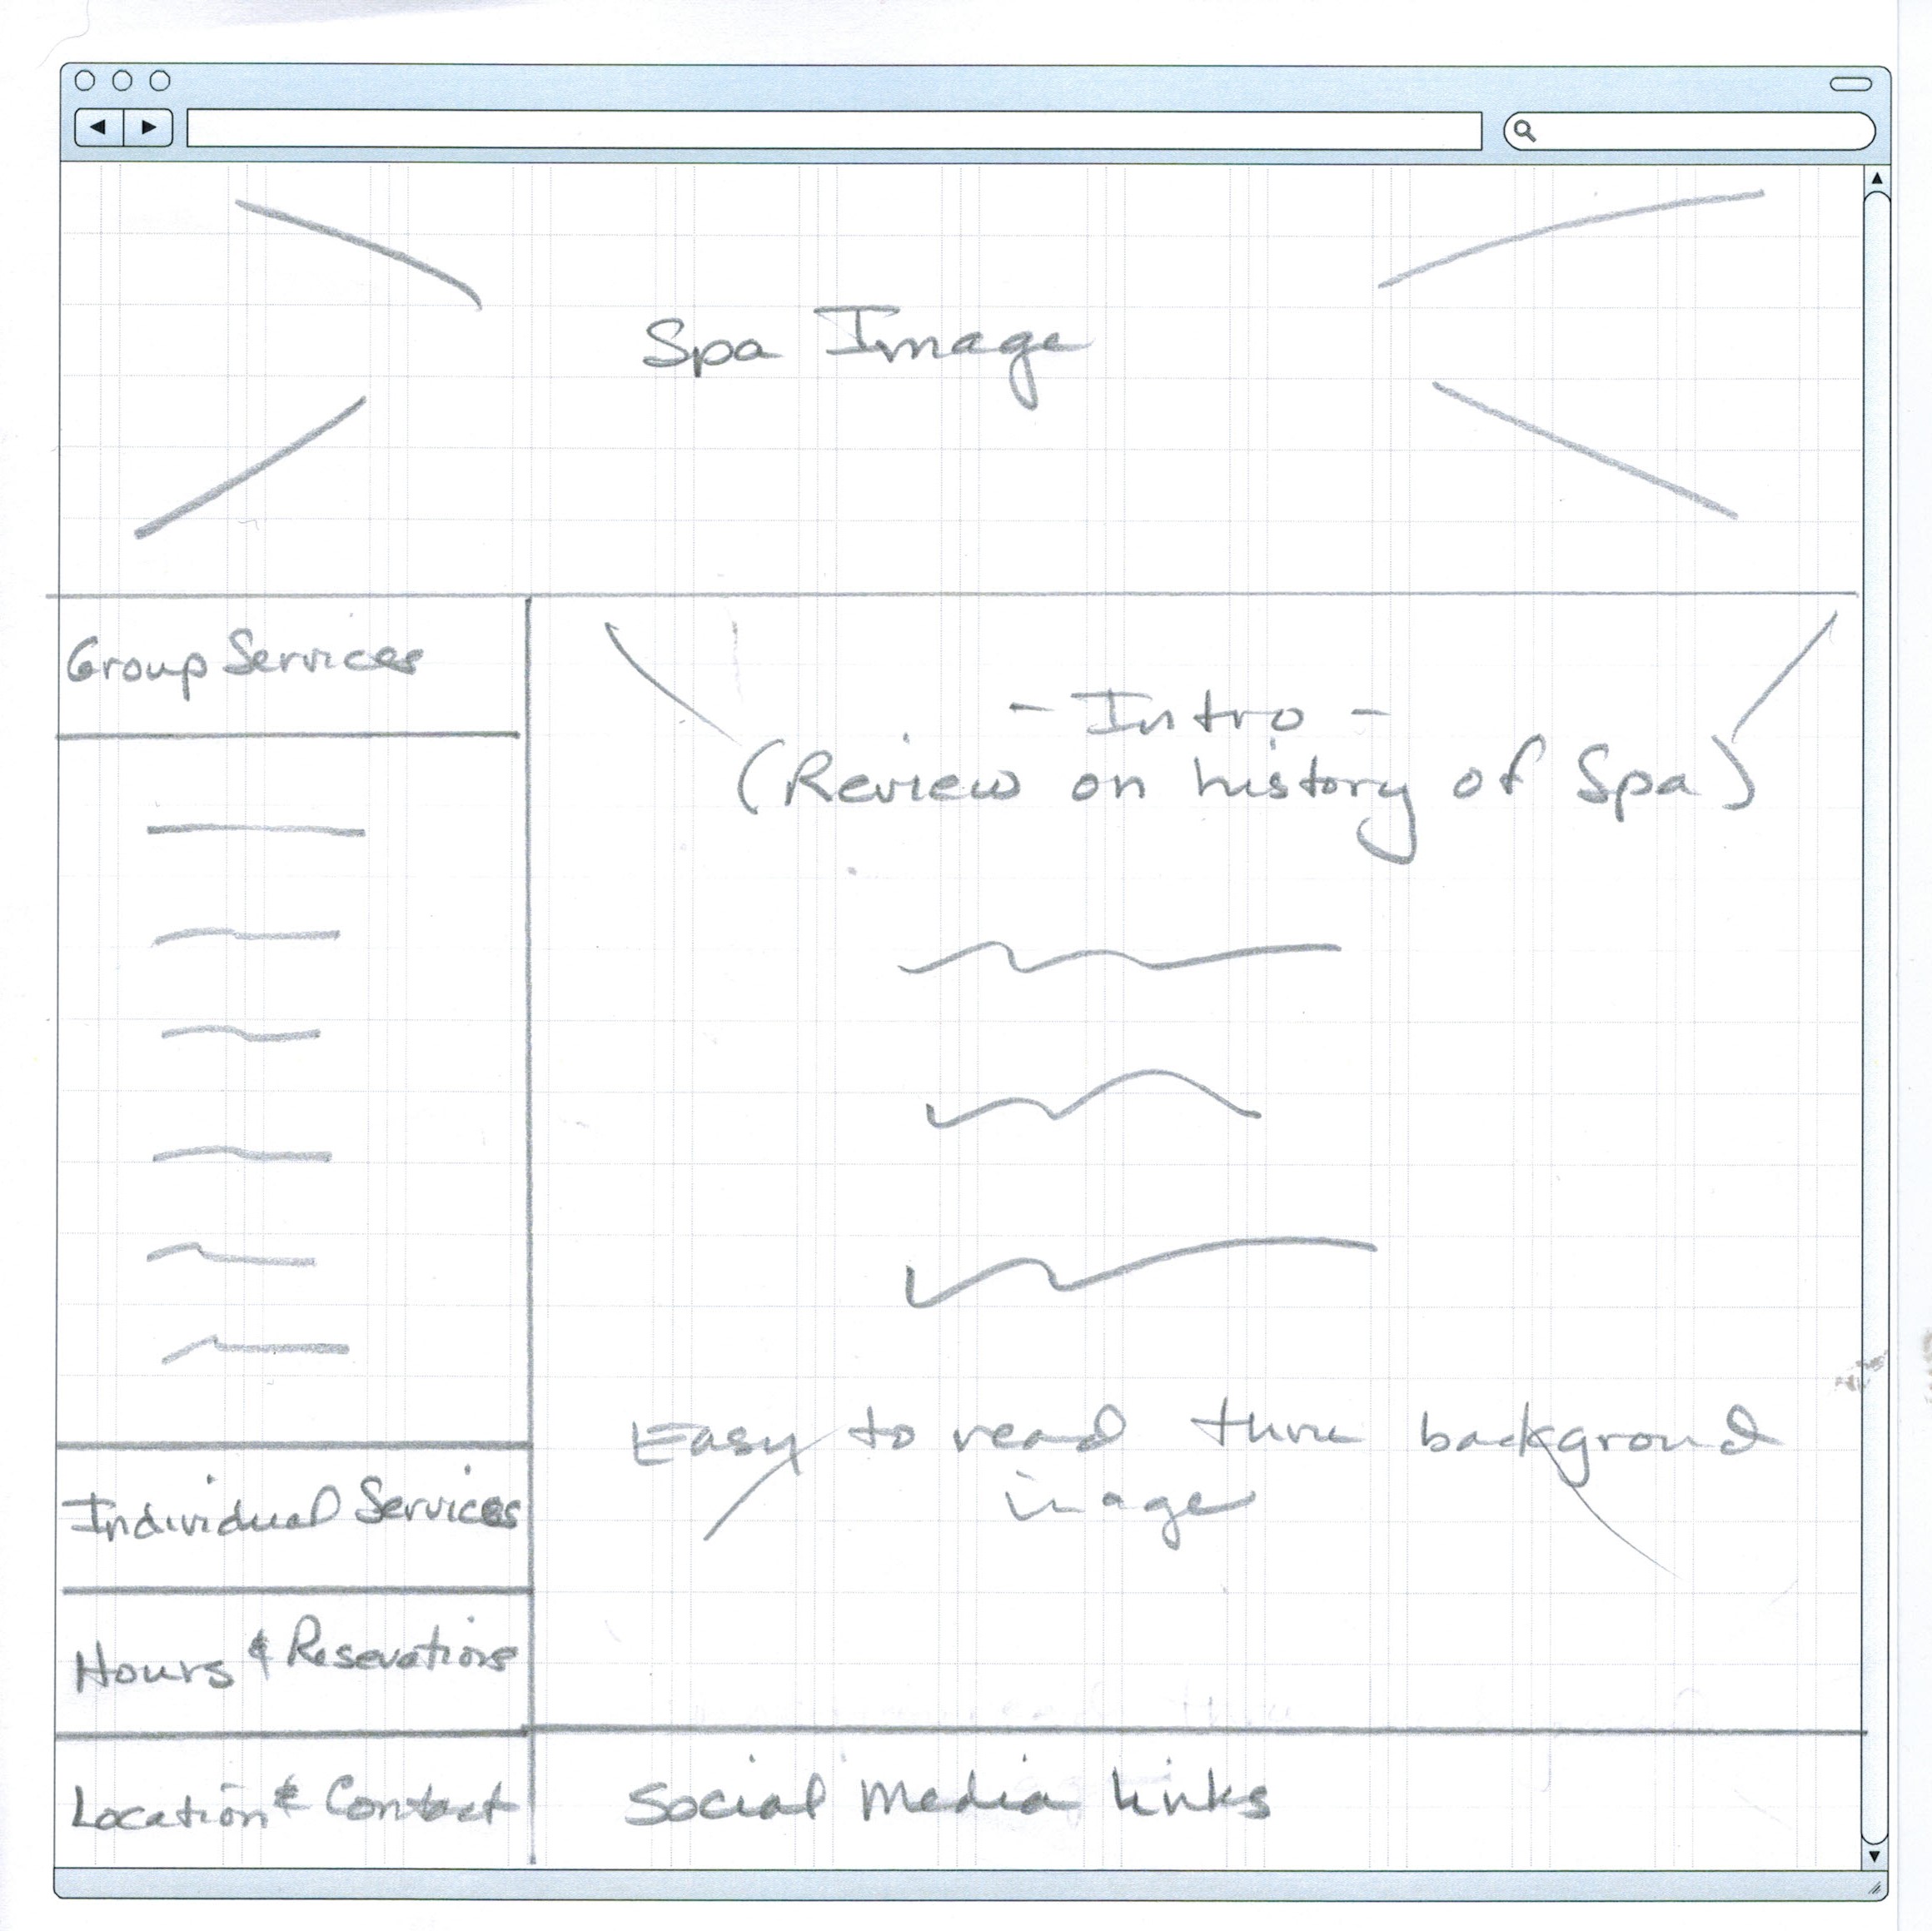 Spa Image
Group Services
- Intro -
(Review on history of Spa)
Easy to read thru background
image
Individual Services
Hours & Resevations
Location & Contact
Social Media Links